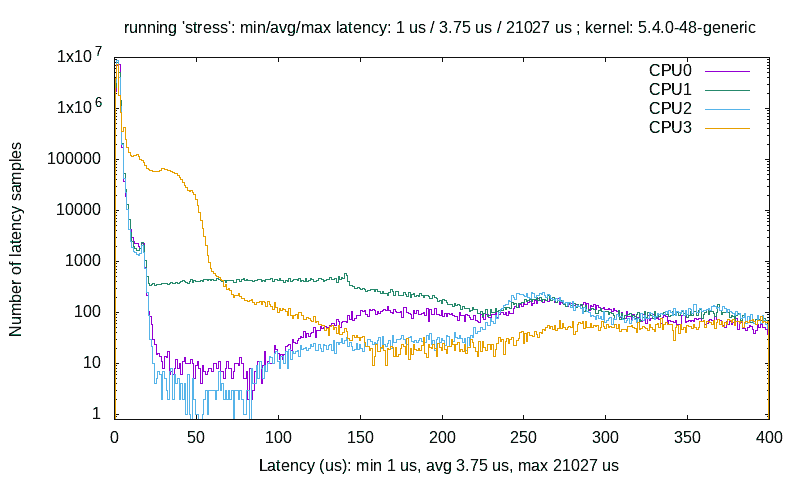 running 'stress': min/avg/max latency: 1 us / 3.75 us / 21027 us ; kernel: 5.4.0-48-generic
Number of latency samples
1x10^7
1x10^6
100000
10000
1000
100
10
1
CPU0
CPU1
CPU2
CPU3
0 50 100 150 200 250 300 350 400
Latency (us): min 1 us, avg 3.75 us, max 21027 us